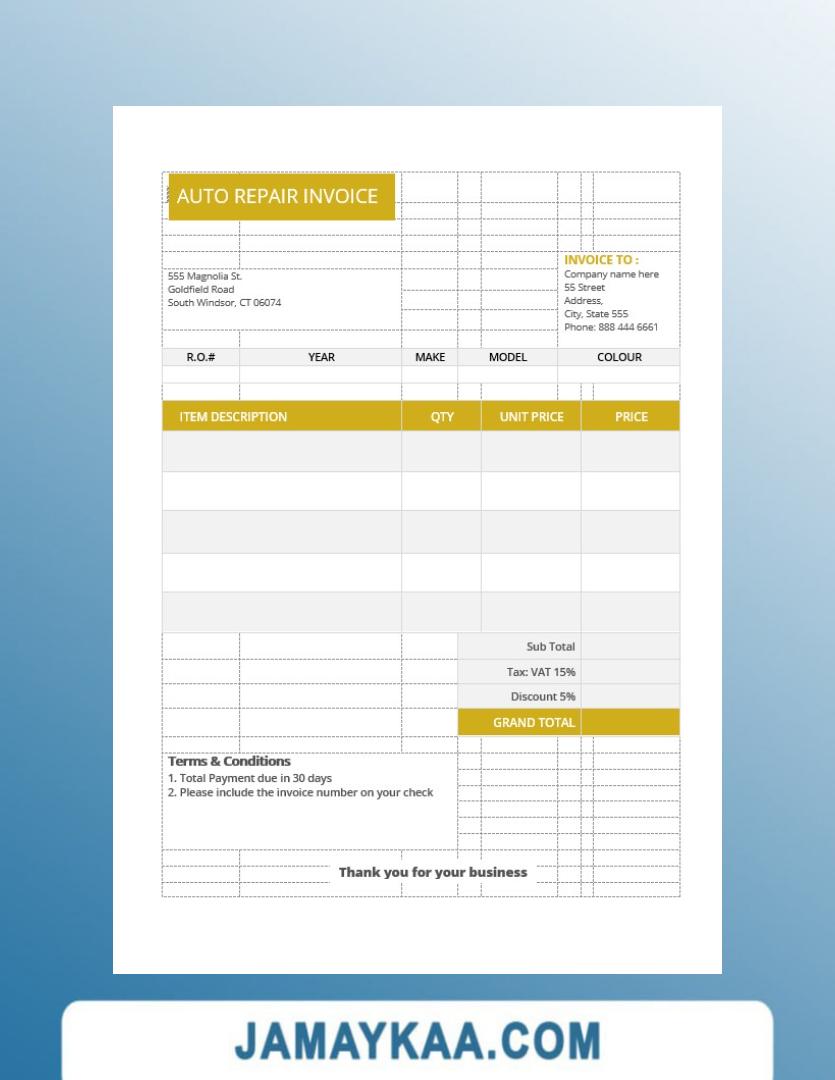 AUTO REPAIR INVOICE
555 Magnolia St.
Goldfield Road
South Windsor, CT 06074
INVOICE TO :
Company name here
55 Street
Address,
City, State 555
Phone: 888 444 6661
R.O.# YEAR MAKE MODEL COLOUR
ITEM DESCRIPTION QTY UNIT PRICE PRICE
Sub Total
Tax: VAT 15%
Discount 5%
GRAND TOTAL
Terms & Conditions
1. Total Payment due in 30 days
2. Please include the invoice number on your check
Thank you for your business
JAMAYKAA.COM